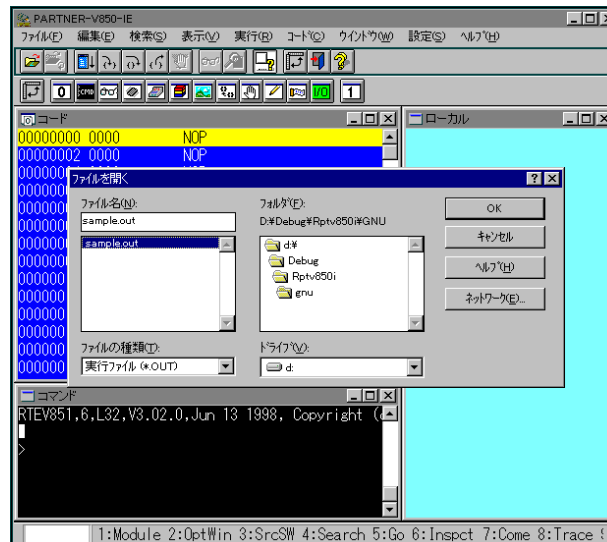 PARTNER-V850-IE
ﾌｧｲﾙ(F) 編集(E) 検索(S) 表示(V) 実行(R) ｺｰﾄﾞ(C) ｳｲﾝﾄﾞｳ(W) 設定(S) ﾍﾙﾌﾟ(H)
0 CMD I/O 1
コード
ローカル
00000000 0000 NOP
00000002 0000 NOP
ﾌｧｲﾙを開く
ﾌｧｲﾙ名(N):
sample.out
sample.out
ﾌｫﾙﾀﾞ(F):
D:¥Debug¥Rptv850i¥GNU
d:¥
Debug
Rptv850i
gnu
OK
ｷｬﾝｾﾙ
ﾍﾙﾌﾟ(H)
ﾈｯﾄﾜｰｸ(E)...
ﾌｧｲﾙの種類(T):
実行ﾌｧｲﾙ (*.OUT)
ﾄﾞﾗｲﾌﾞ(V):
d:
コマンド
RTEV851,6,L32,V3.02.0,Jun 13 1998, Copyright
>
1:Module 2:OptWin 3:SrcSW 4:Search 5:Go 6:Inspct 7:Come 8:Trace